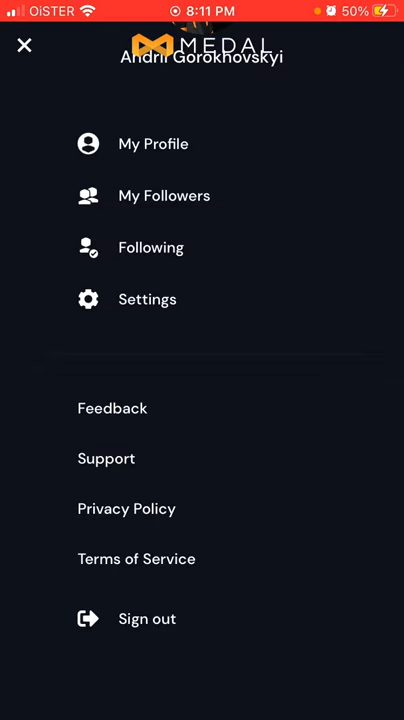 OiSTER 8:11 PM 50%
MEDAL
Andrii Gorokhovskyi
My Profile
My Followers
Following
Settings
Feedback
Support
Privacy Policy
Terms of Service
Sign out